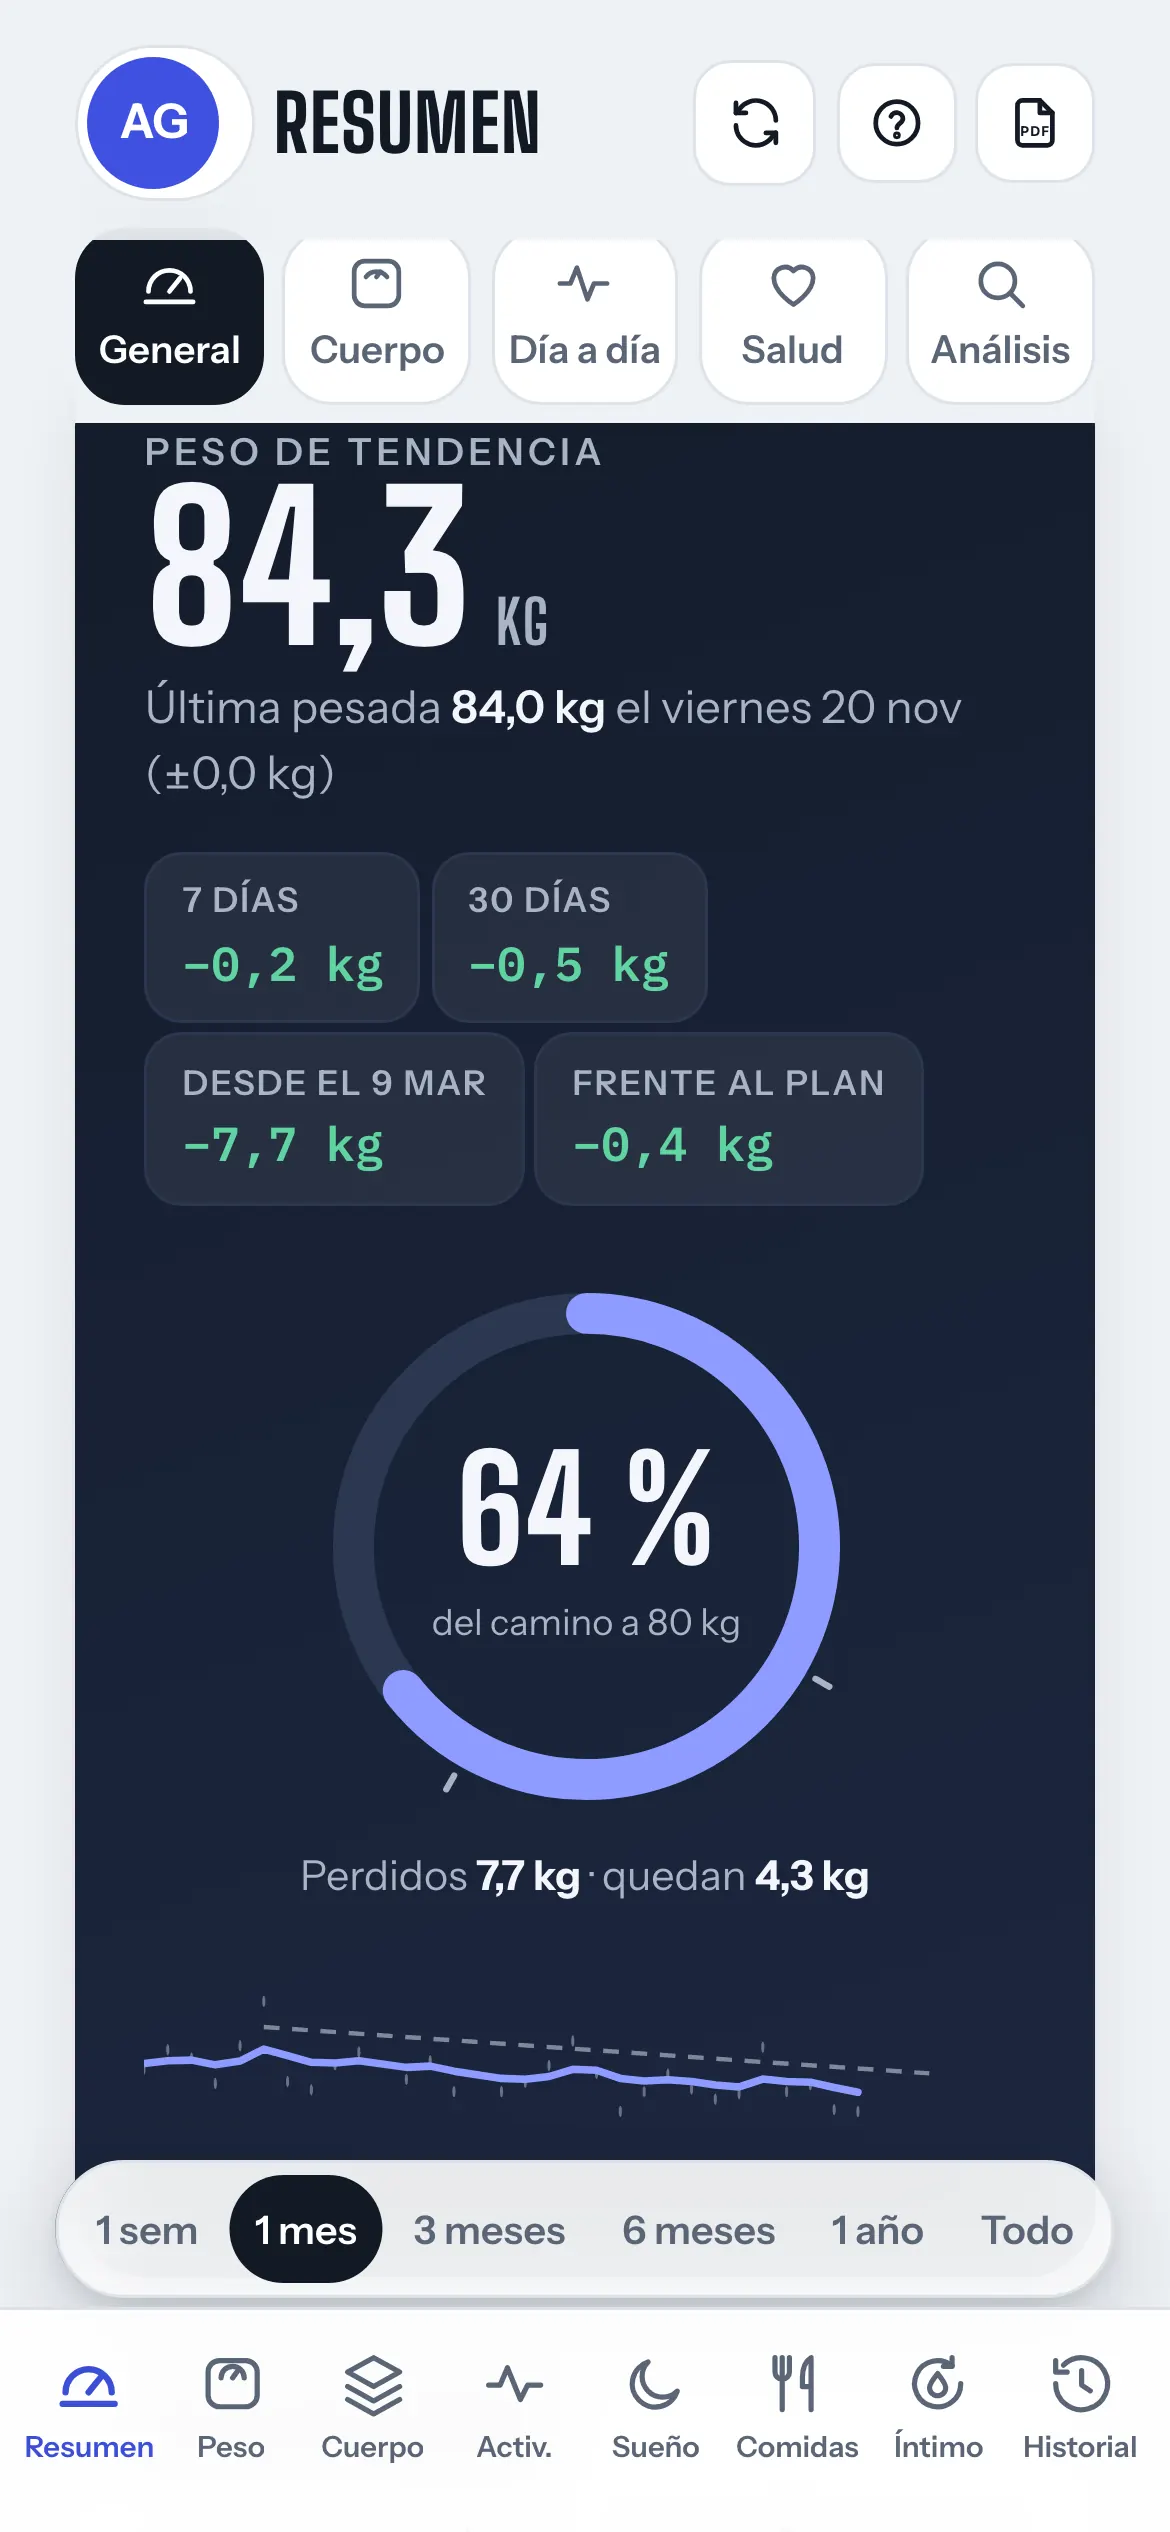 AG
RESUMEN
PDF
General
Cuerpo
Día a día
Salud
Análisis
PESO DE TENDENCIA
84,3 KG
Última pesada 84,0 kg el viernes 20 nov
(±0,0 kg)
7 DÍAS
−0,2 kg
30 DÍAS
−0,5 kg
DESDE EL 9 MAR
−7,7 kg
FRENTE AL PLAN
−0,4 kg
64 %
del camino a 80 kg
Perdidos 7,7 kg · quedan 4,3 kg
1 sem
1 mes
3 meses
6 meses
1 año
Todo
Resumen
Peso
Cuerpo
Activ.
Sueño
Comidas
Íntimo
Historial